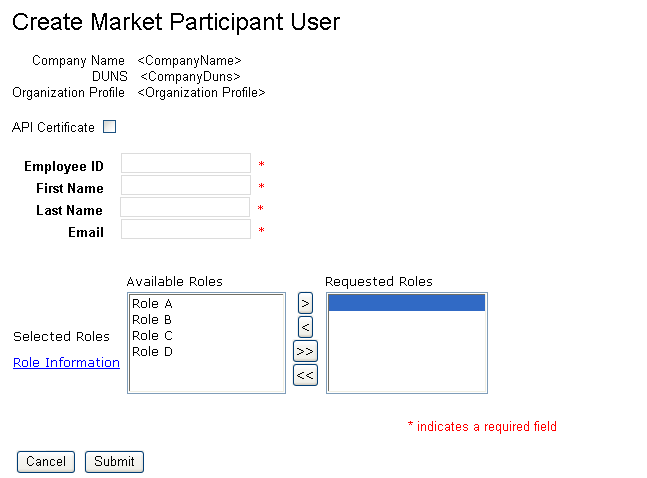 Create Market Participant User
Company Name <CompanyName>
DUNS <CompanyDuns>
Organization Profile <Organization Profile>
API Certificate
Employee ID *
First Name *
Last Name *
Email *
Available Roles Requested Roles
Role A >
Role B <
Role C
Selected Roles
Role D >>
Role Information
<<
* indicates a required field
Cancel Submit